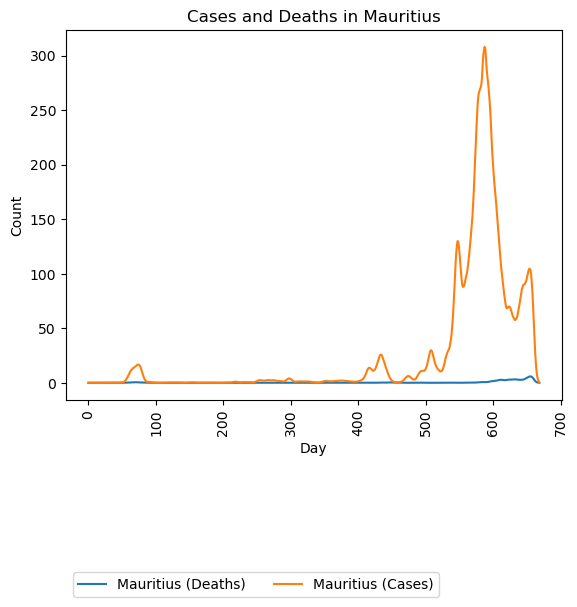 Cases and Deaths in Mauritius
300
250
200
150
100
50
0
Count
0 100 200 300 400 500 600 700
Day
Mauritius (Deaths) Mauritius (Cases)